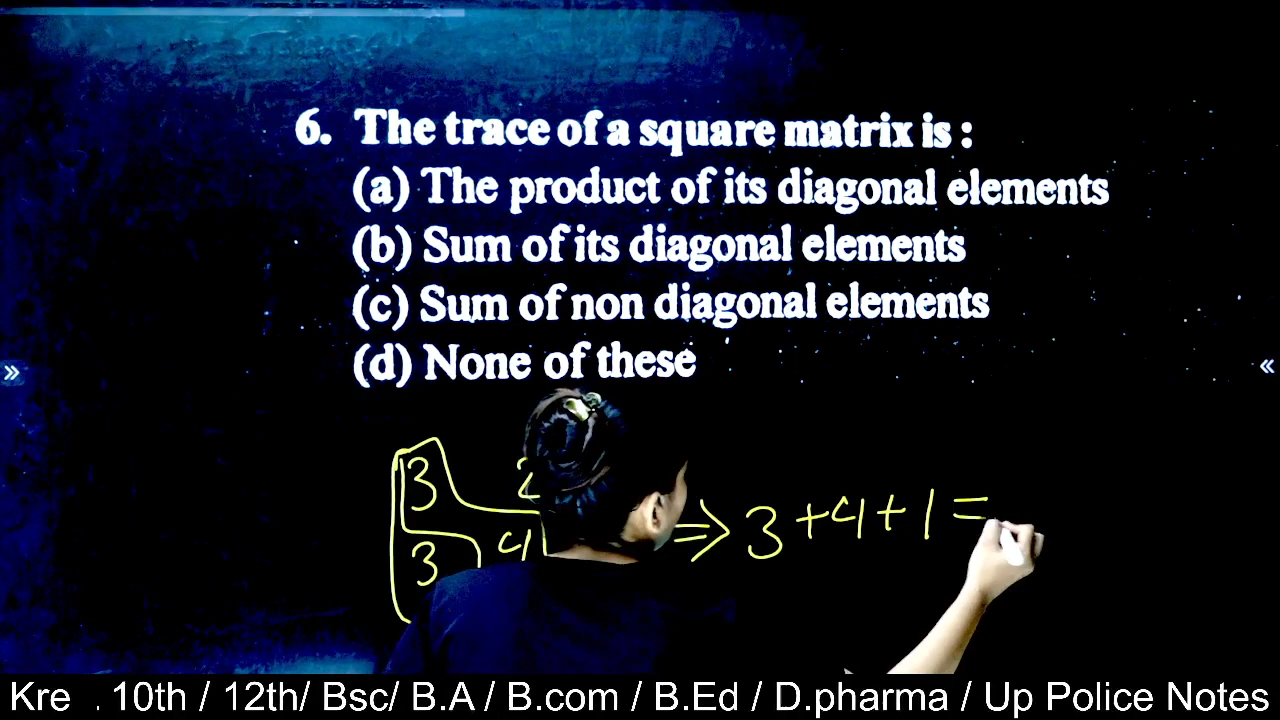 6. The trace of a square matrix is :
(a) The product of its diagonal elements
(b) Sum of its diagonal elements
(c) Sum of non diagonal elements
(d) None of these
3 2
3 4
⇒ 3 + 4 + 1 =
Kre . 10th / 12th/ Bsc/ B.A / B.com / B.Ed / D.pharma / Up Police Notes